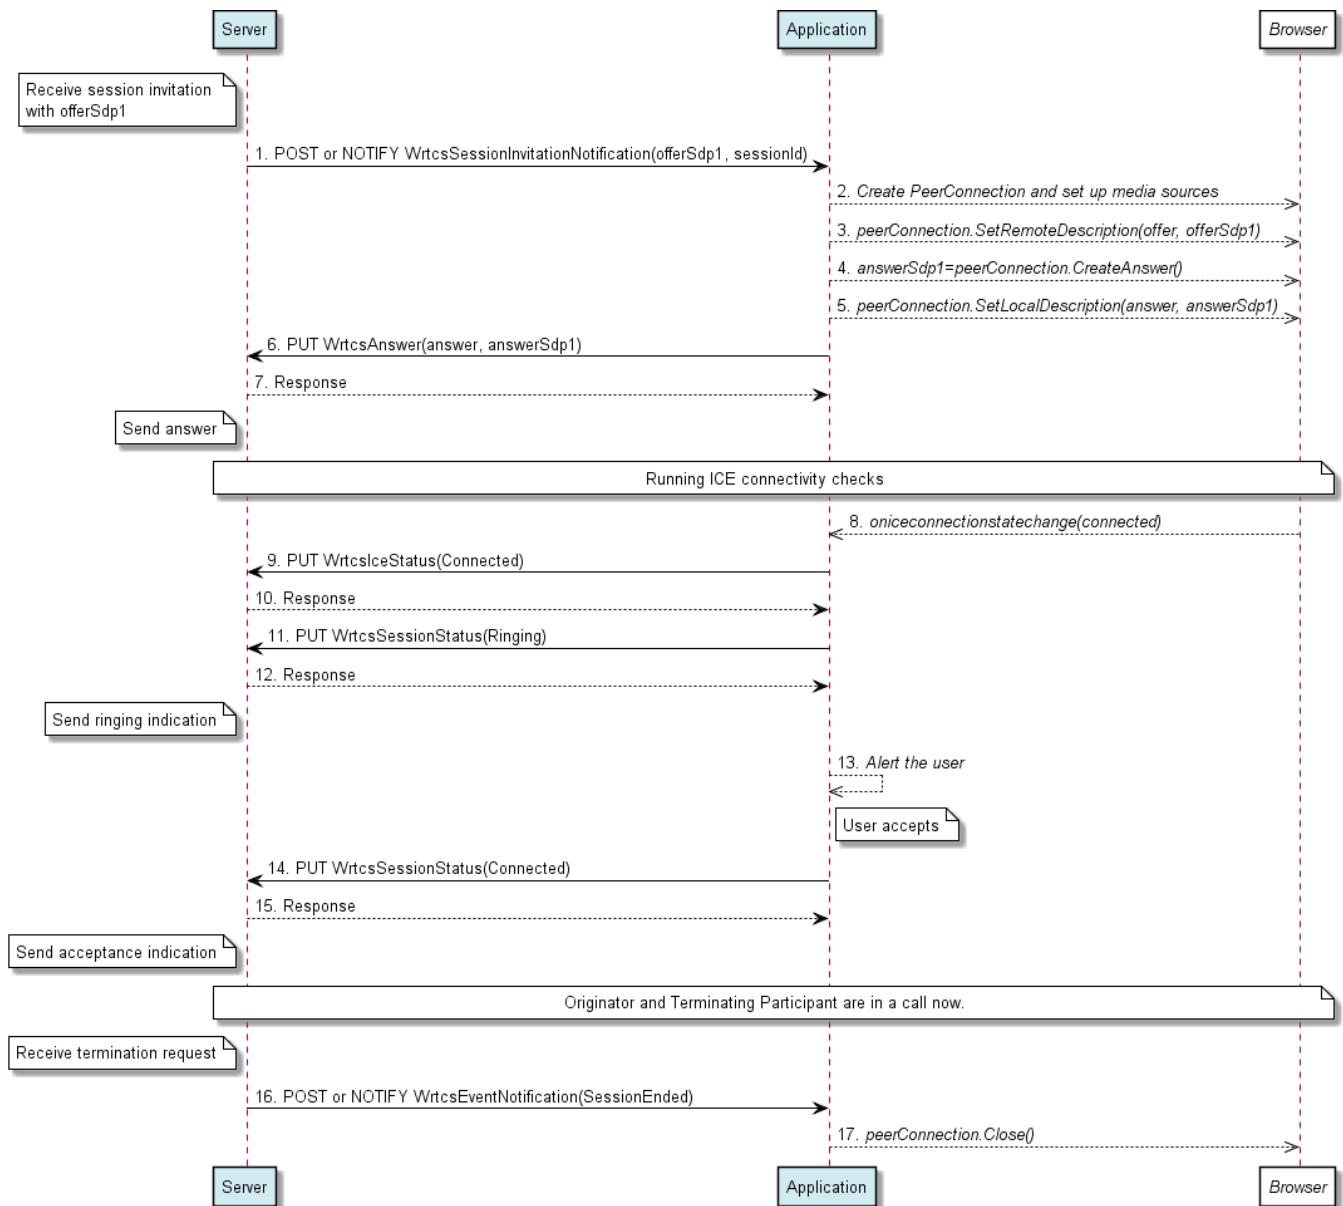 Server
Application
Browser
Receive session invitation
with offerSdp1
1. POST or NOTIFY WrtcsSessionInvitationNotification(offerSdp1, sessionId)
2. Create PeerConnection and set up media sources
3. peerConnection.SetRemoteDescription(offer, offerSdp1)
4. answerSdp1=peerConnection.CreateAnswer()
5. peerConnection.SetLocalDescription(answer, answerSdp1)
6. PUT WrtcsAnswer(answer, answerSdp1)
7. Response
Send answer
Running ICE connectivity checks
8. oniceconnectionstatechange(connected)
9. PUT WrtcsIceStatus(Connected)
10. Response
11. PUT WrtcsSessionStatus(Ringing)
12. Response
Send ringing indication
13. Alert the user
User accepts
14. PUT WrtcsSessionStatus(Connected)
15. Response
Send acceptance indication
Originator and Terminating Participant are in a call now.
Receive termination request
16. POST or NOTIFY WrtcsEventNotification(SessionEnded)
17. peerConnection.Close()
Server
Application
Browser